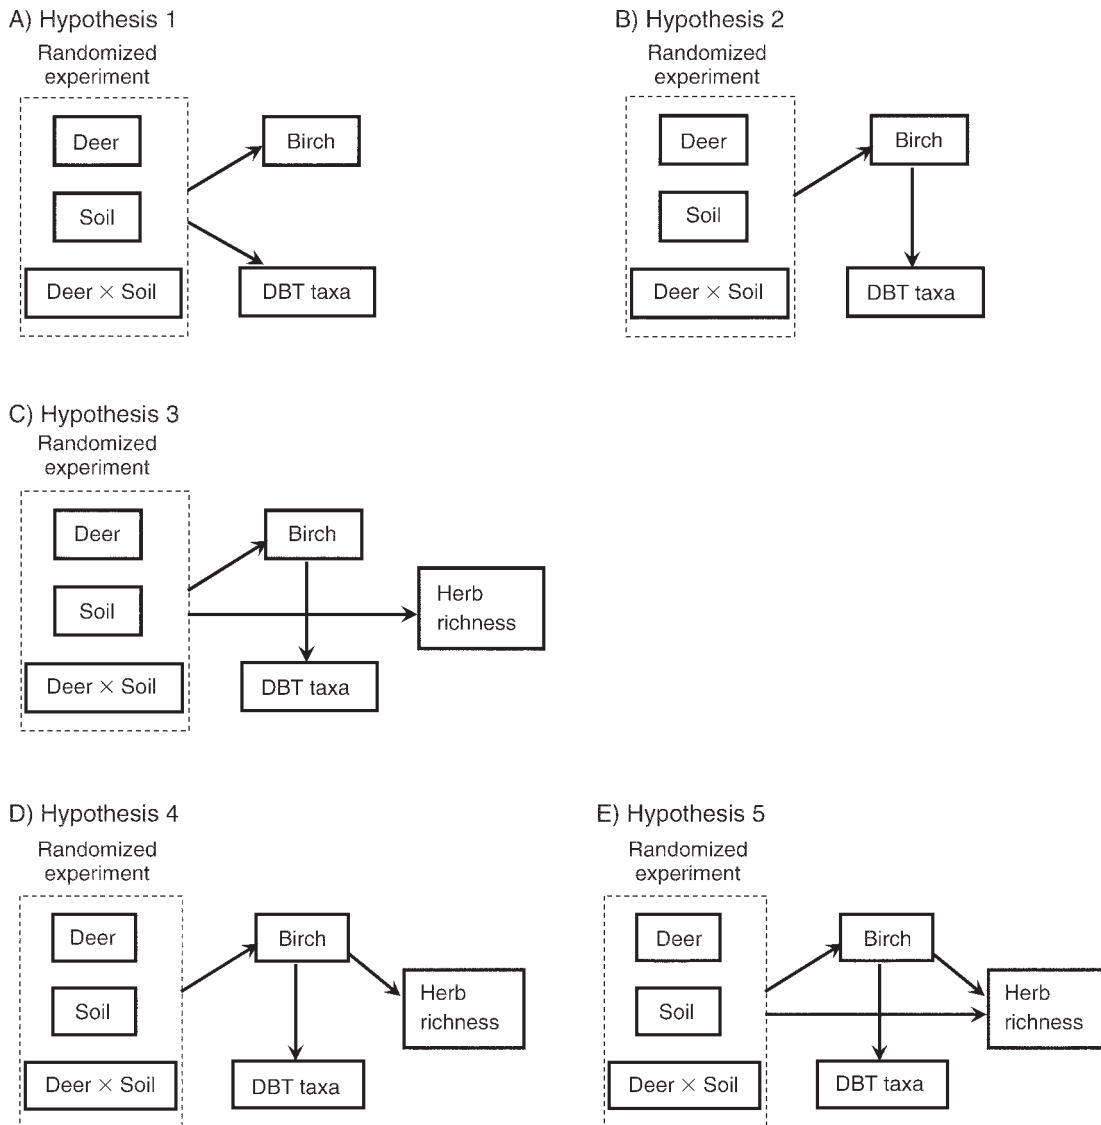 A) Hypothesis 1
Randomized
experiment
Deer
Birch
Soil
Deer × Soil
DBT taxa
B) Hypothesis 2
Randomized
experiment
Deer
Birch
Soil
Deer × Soil
DBT taxa
C) Hypothesis 3
Randomized
experiment
Deer
Birch
Herb
richness
Soil
Deer × Soil
DBT taxa
D) Hypothesis 4
Randomized
experiment
Deer
Birch
Soil
Herb
richness
Deer × Soil
DBT taxa
E) Hypothesis 5
Randomized
experiment
Deer
Birch
Soil
Herb
richness
Deer × Soil
DBT taxa